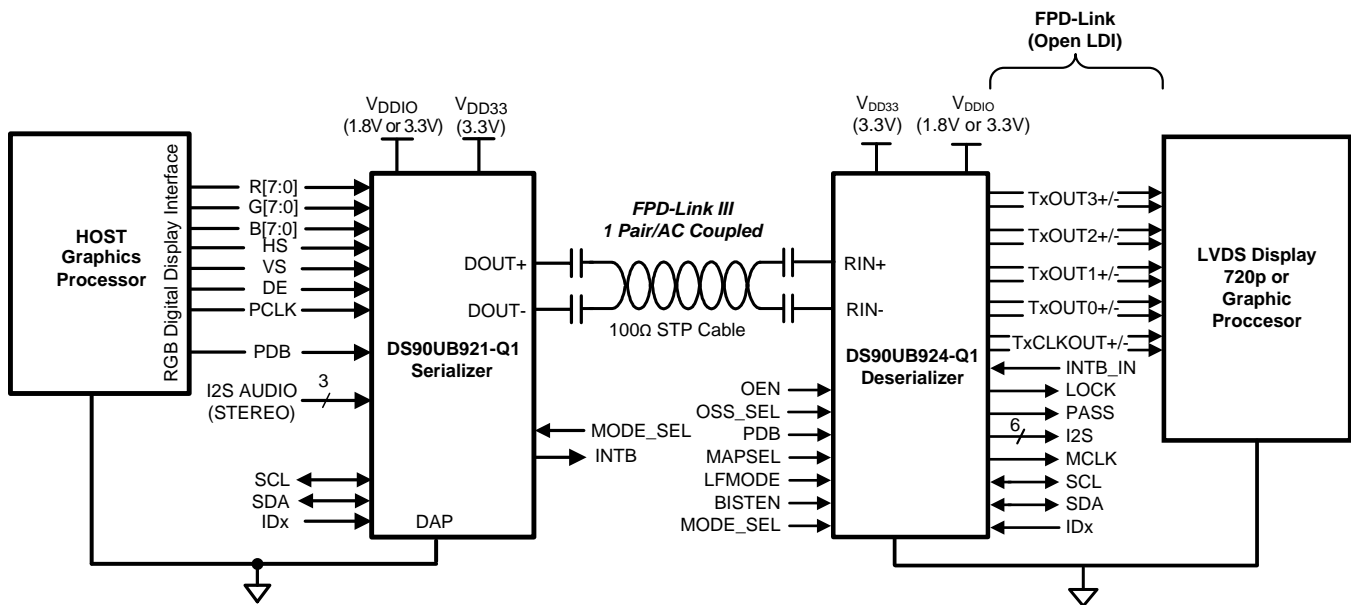 FPD-Link
(Open LDI)
VDDIO
(1.8V or 3.3V)
VDD33
(3.3V)
VDD33
(3.3V)
VDDIO
(1.8V or 3.3V)
HOST
Graphics
Processor
RGB Digital Display Interface
R[7:0]
G[7:0]
B[7:0]
HS
VS
DE
PCLK
PDB
I2S AUDIO
(STEREO)
3
SCL
SDA
IDx
DOUT+
DOUT-
DS90UB921-Q1
Serializer
DAP
MODE_SEL
INTB
FPD-Link III
1 Pair/AC Coupled
100Ω STP Cable
RIN+
RIN-
DS90UB924-Q1
Deserializer
OEN
OSS_SEL
PDB
MAPSEL
LFMODE
BISTEN
MODE_SEL
TxOUT3+/-
TxOUT2+/-
TxOUT1+/-
TxOUT0+/-
TxCLKOUT+/-
INTB_IN
LOCK
PASS
6
I2S
MCLK
SCL
SDA
IDx
LVDS Display
720p or
Graphic
Proccesor